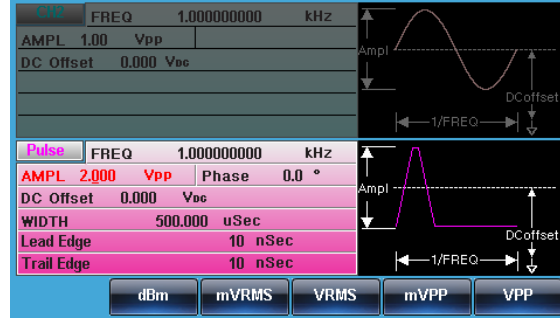 CH2 FREQ 1.000000000 kHz
AMPL 1.00 Vpp
DC Offset 0.000 VDC
Ampl
DCoffset
1/FREQ
Pulse FREQ 1.000000000 kHz
AMPL 2.000 Vpp Phase 0.0 °
DC Offset 0.000 VDC
WIDTH 500.000 uSec
Lead Edge 10 nSec
Trail Edge 10 nSec
Ampl
DCoffset
1/FREQ
dBm mVRMS VRMS mVPP VPP